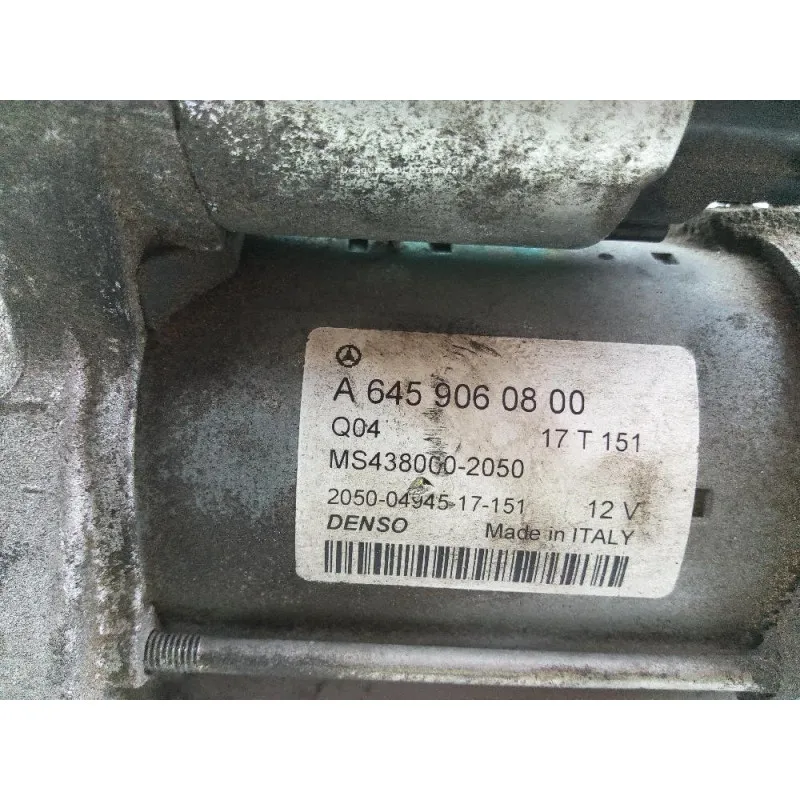 A 645 906 08 00
Q04 17 T 151
MS438000-2050
2050-04945-17-151 12 V
DENSO Made in ITALY